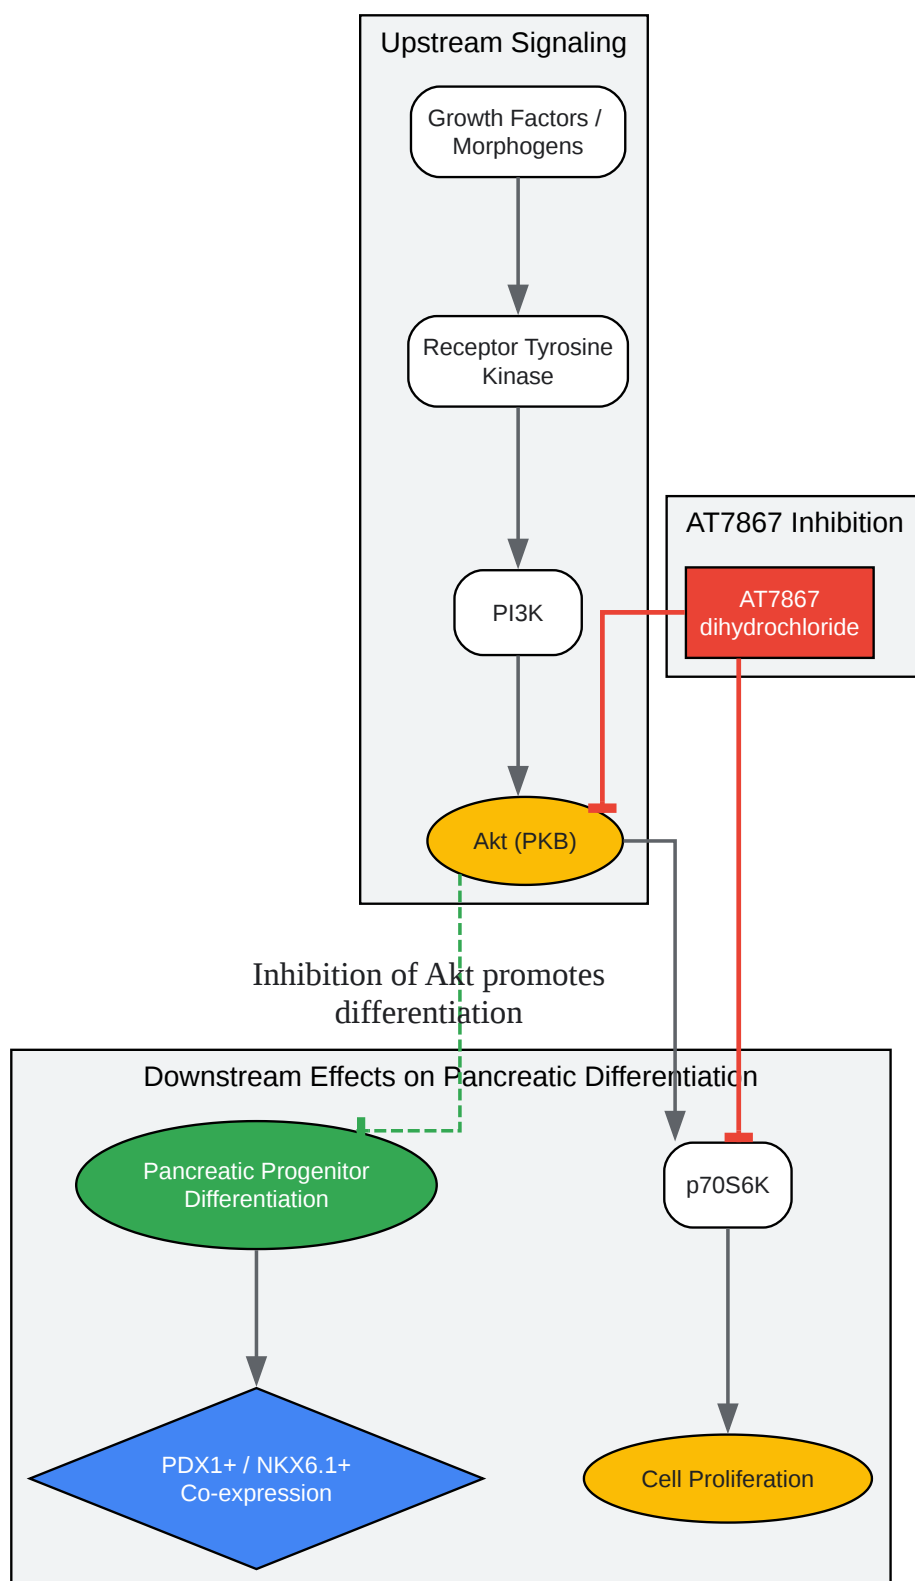 Upstream Signaling
Growth Factors /
Morphogens
Receptor Tyrosine
Kinase
AT7867 Inhibition
AT7867
dihydrochloride
PI3K
Akt (PKB)
Inhibition of Akt promotes
differentiation
Downstream Effects on Pancreatic Differentiation
Pancreatic Progenitor
Differentiation
p70S6K
PDX1+ / NKX6.1+
Co-expression
Cell Proliferation